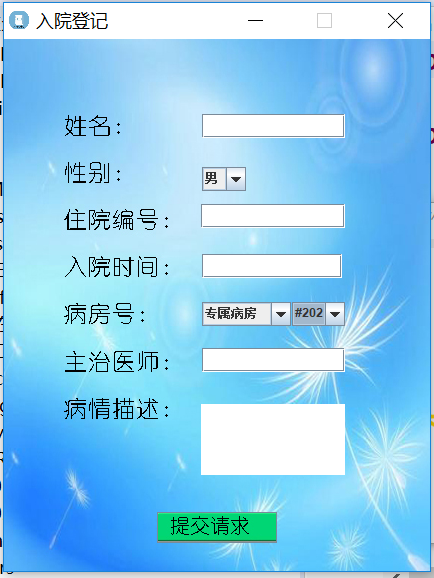 入院登记
姓名：
性别： 男
住院编号：
入院时间：
病房号： 专属病房 #202
主治医师：
病情描述：
提交请求